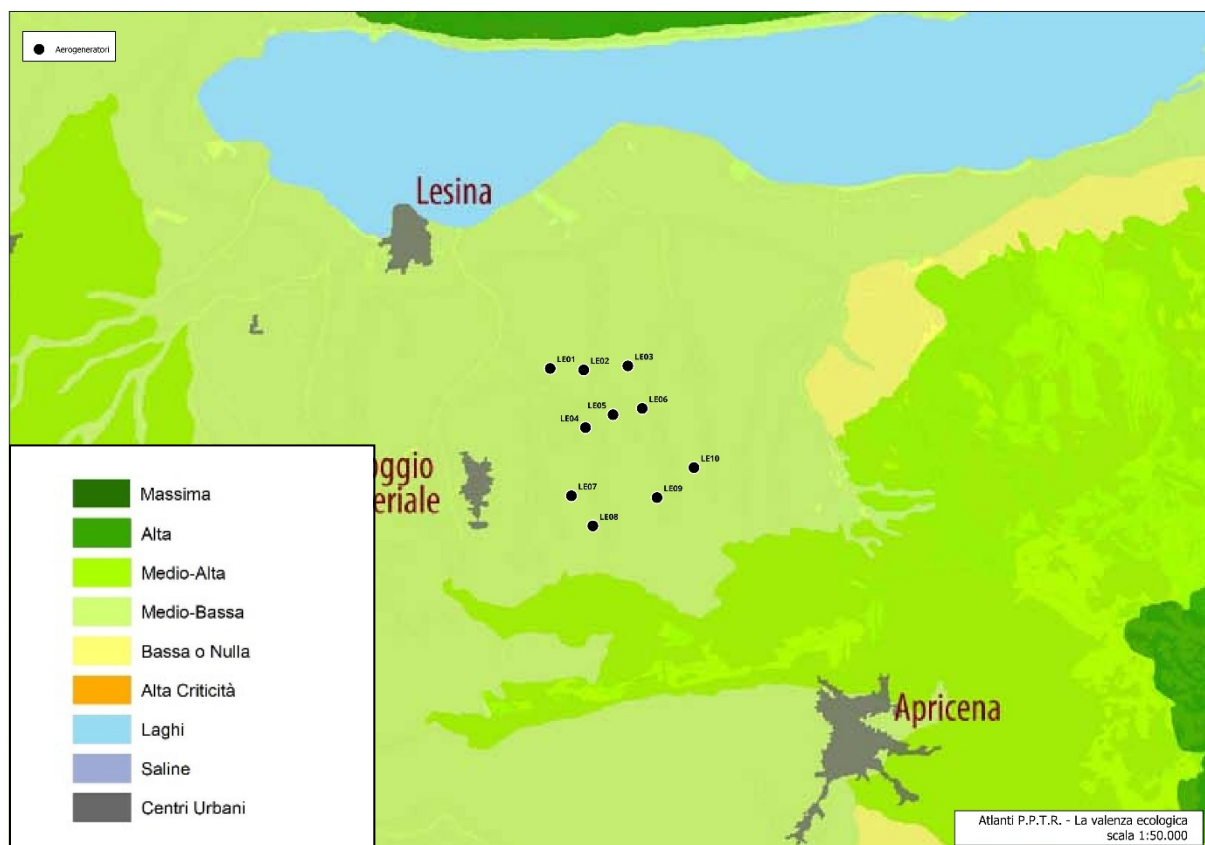 Aerogeneratori
Lesina
LE01
LE02
LE03
LE04
LE05
LE06
oggio
eriale
LE07
LE08
LE09
LE10
Massima
Alta
Medio-Alta
Medio-Bassa
Bassa o Nulla
Alta Criticità
Laghi
Saline
Centri Urbani
Apricena
Atlanti P.P.T.R. - La valenza ecologica
scala 1:50.000